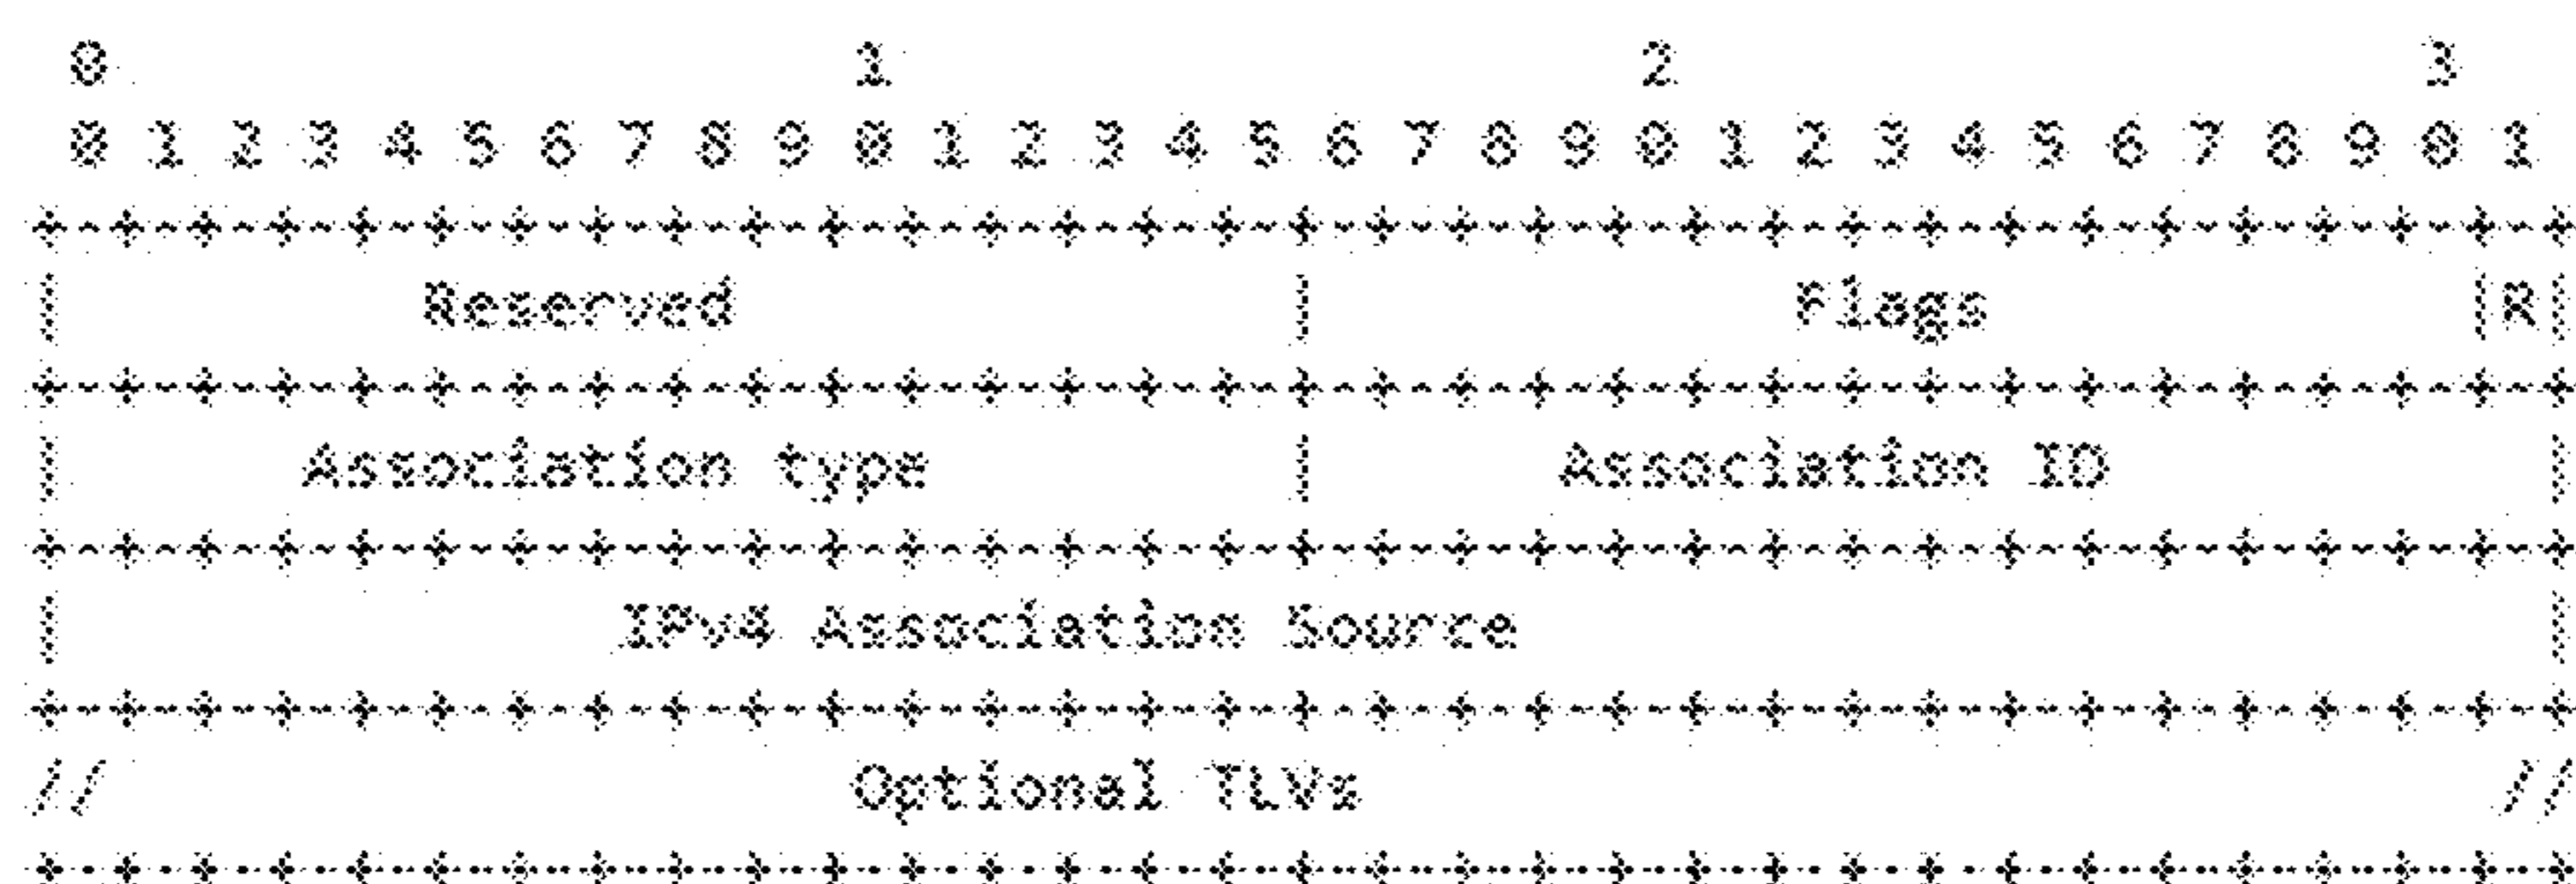 0 1 2 3
0 1 2 3 4 5 6 7 8 9 0 1 2 3 4 5 6 7 8 9 0 1 2 3 4 5 6 7 8 9 0 1
+-+-+-+-+-+-+-+-+-+-+-+-+-+-+-+-+-+-+-+-+-+-+-+-+-+-+-+-+-+-+-+-+
| Reserved | Flags |R|
+-+-+-+-+-+-+-+-+-+-+-+-+-+-+-+-+-+-+-+-+-+-+-+-+-+-+-+-+-+-+-+-+
| Association type | Association ID |
+-+-+-+-+-+-+-+-+-+-+-+-+-+-+-+-+-+-+-+-+-+-+-+-+-+-+-+-+-+-+-+-+
| IPv4 Association Source |
+-+-+-+-+-+-+-+-+-+-+-+-+-+-+-+-+-+-+-+-+-+-+-+-+-+-+-+-+-+-+-+-+
// Optional TLVs //
+-+-+-+-+-+-+-+-+-+-+-+-+-+-+-+-+-+-+-+-+-+-+-+-+-+-+-+-+-+-+-+-+